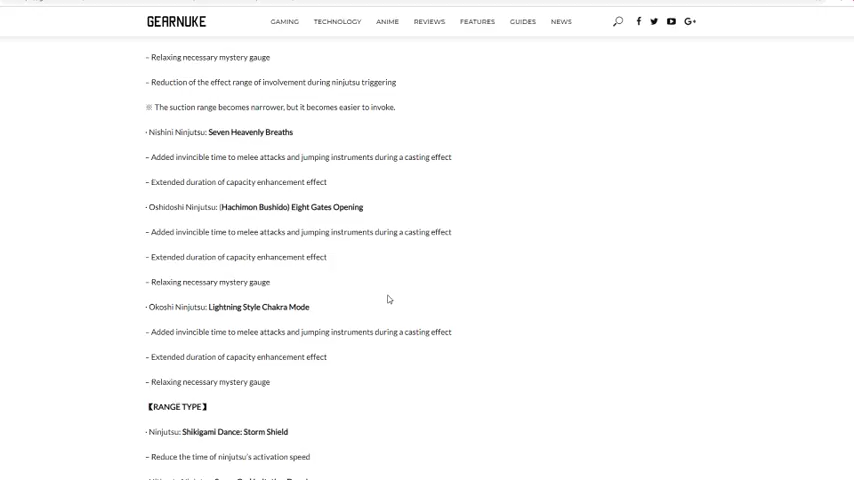 GEARNUKE GAMING TECHNOLOGY ANIME REVIEWS FEATURES GUIDES NEWS
– Relaxing necessary mystery gauge
– Reduction of the effect range of involvement during ninjutsu triggering
※ The suction range becomes narrower, but it becomes easier to invoke.
· Nishini Ninjutsu: Seven Heavenly Breaths
– Added invincible time to melee attacks and jumping instruments during a casting effect
– Extended duration of capacity enhancement effect
· Oshidoshi Ninjutsu: (Hachimon Bushido) Eight Gates Opening
– Added invincible time to melee attacks and jumping instruments during a casting effect
– Extended duration of capacity enhancement effect
– Relaxing necessary mystery gauge
· Okoshi Ninjutsu: Lightning Style Chakra Mode
– Added invincible time to melee attacks and jumping instruments during a casting effect
– Extended duration of capacity enhancement effect
– Relaxing necessary mystery gauge
【RANGE TYPE】
· Ninjutsu: Shikigami Dance: Storm Shield
– Reduce the time of ninjutsu's activation speed